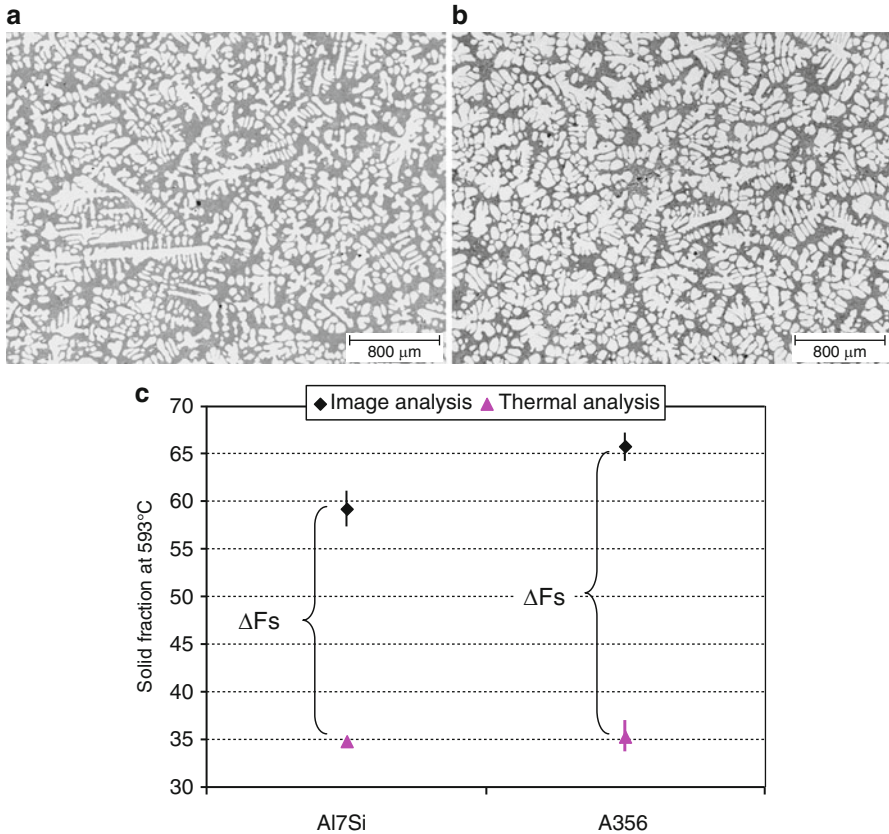 a
b
800 μm
800 μm
c
Image analysis
Thermal analysis
Solid fraction at 593°C
70
65
60
55
50
45
40
35
30
ΔFs
ΔFs
Al7Si
A356